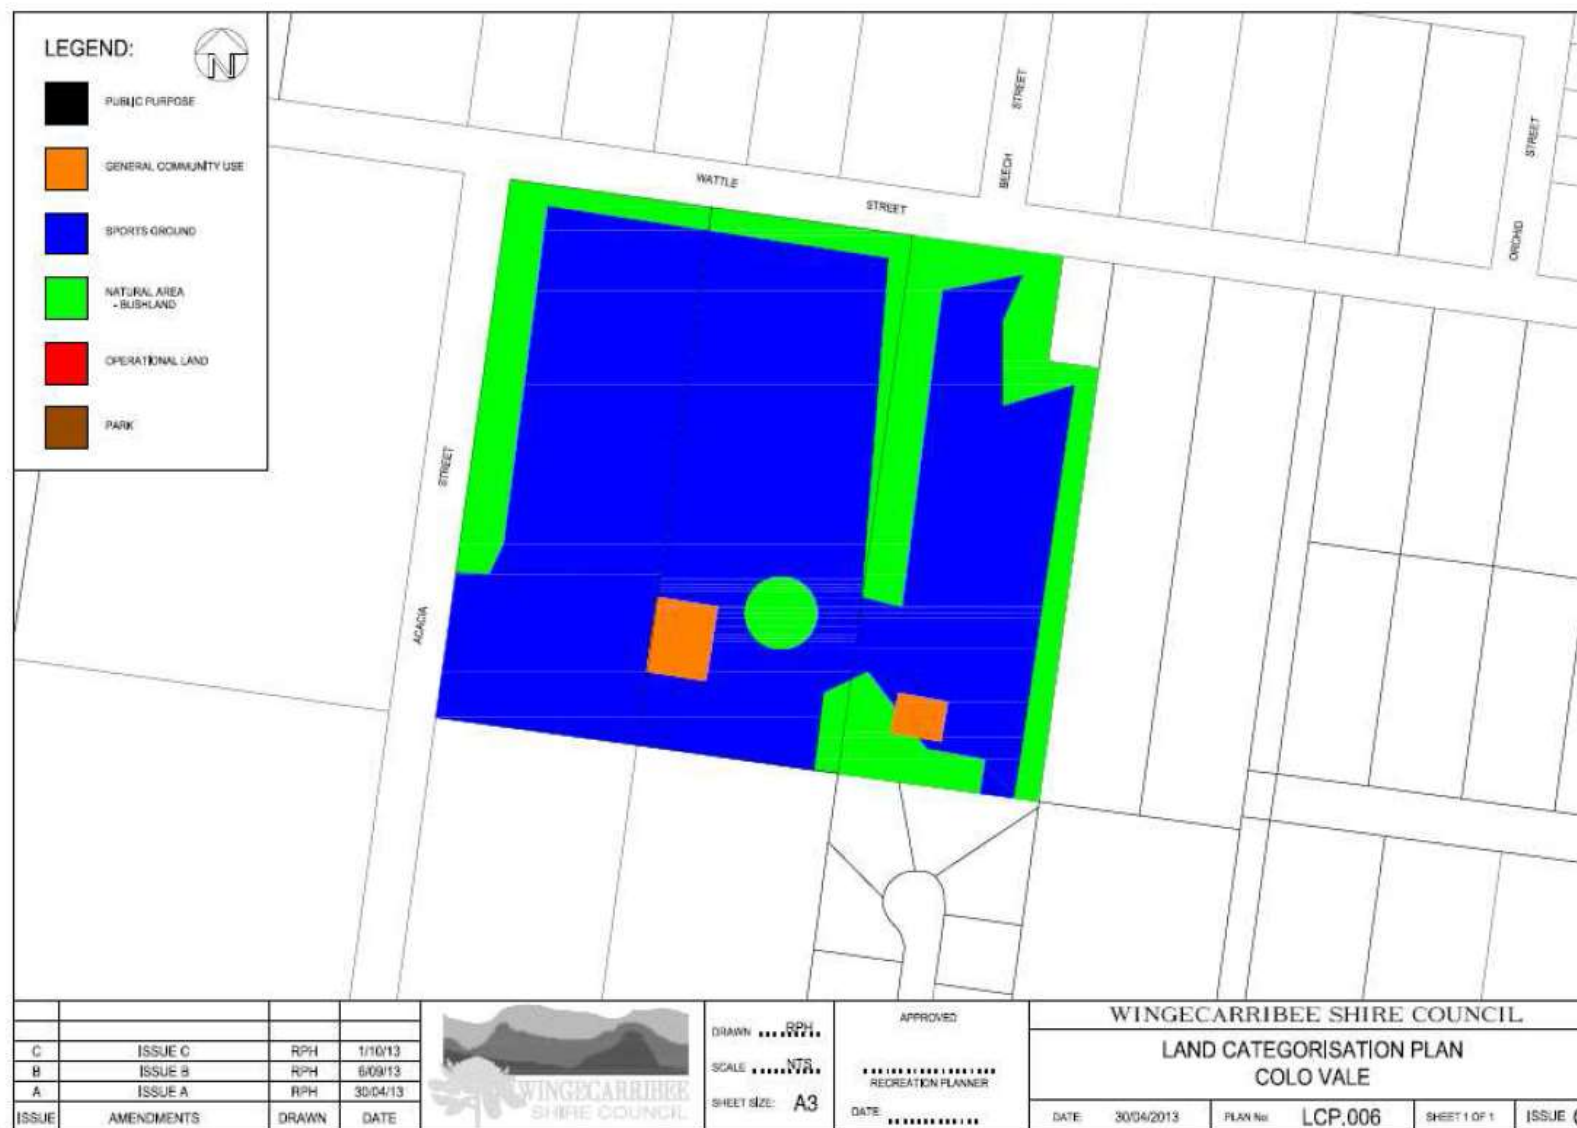 LEGEND:
N
PUBLIC PURPOSE
GENERAL COMMUNITY USE
SPORTS GROUND
NATURAL AREA
- BUSHLAND
OPERATIONAL LAND
PARK
WATTLE
STREET
BEECH
STREET
ORCHID
STREET
ACACIA
STREET
C ISSUE C RPH 1/10/13
B ISSUE B RPH 6/09/13
A ISSUE A RPH 30/04/13
ISSUE AMENDMENTS DRAWN DATE
WINGECARRIBEE
SHIRE COUNCIL
DRAWN RPH
SCALE NTS
SHEET SIZE: A3
APPROVED
RECREATION PLANNER
DATE
WINGECARRIBEE SHIRE COUNCIL
LAND CATEGORISATION PLAN
COLO VALE
DATE: 30/04/2013 PLAN No: LCP.006 SHEET 1 OF 1 ISSUE